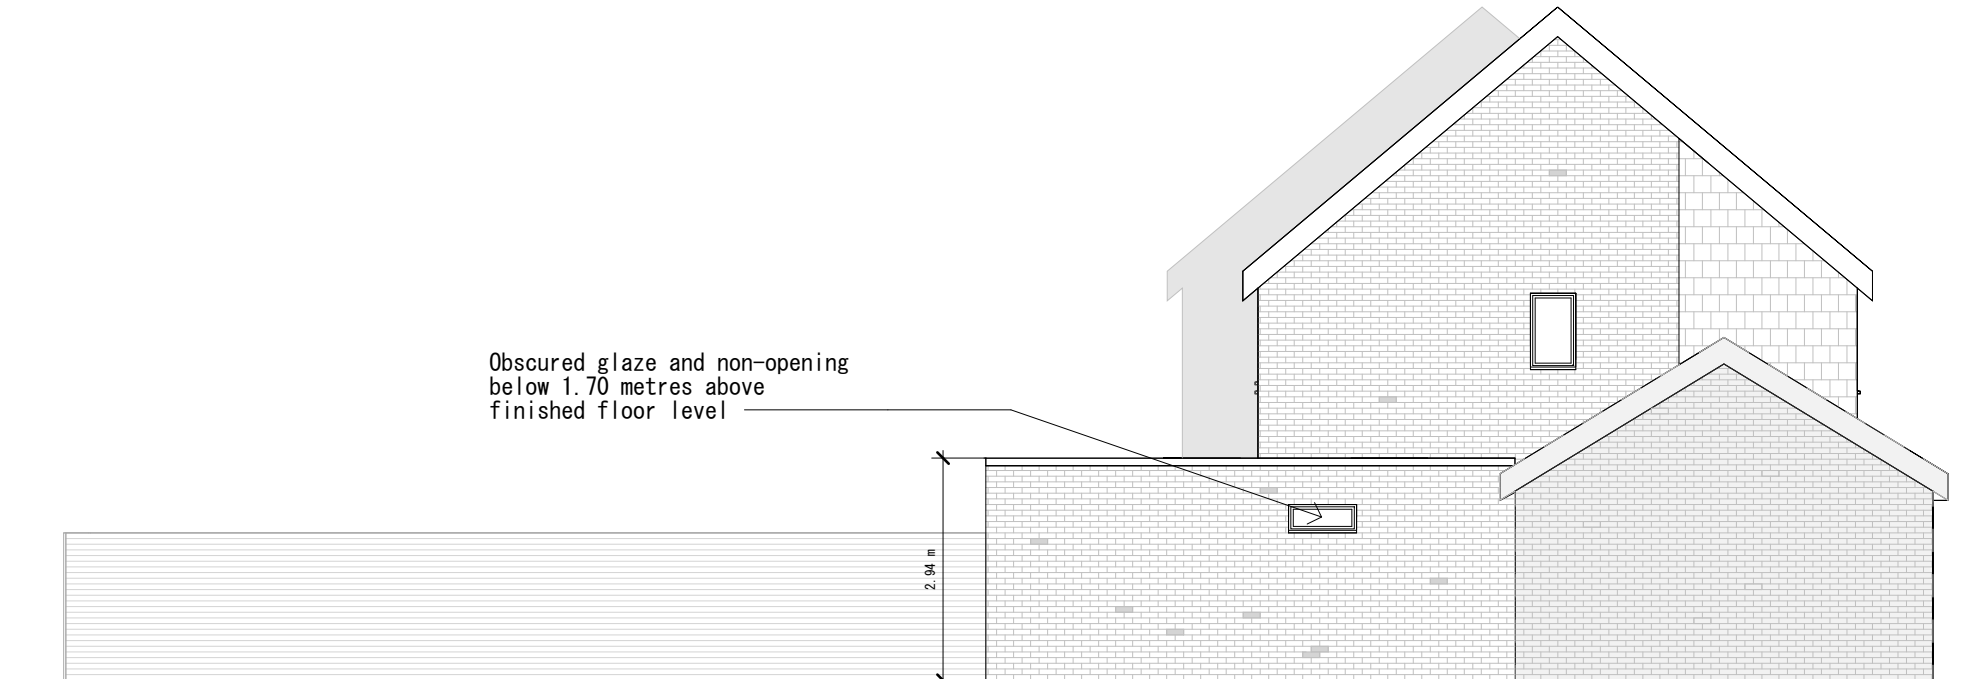 Obscured glaze and non-opening
below 1.70 metres above
finished floor level
2.94 m